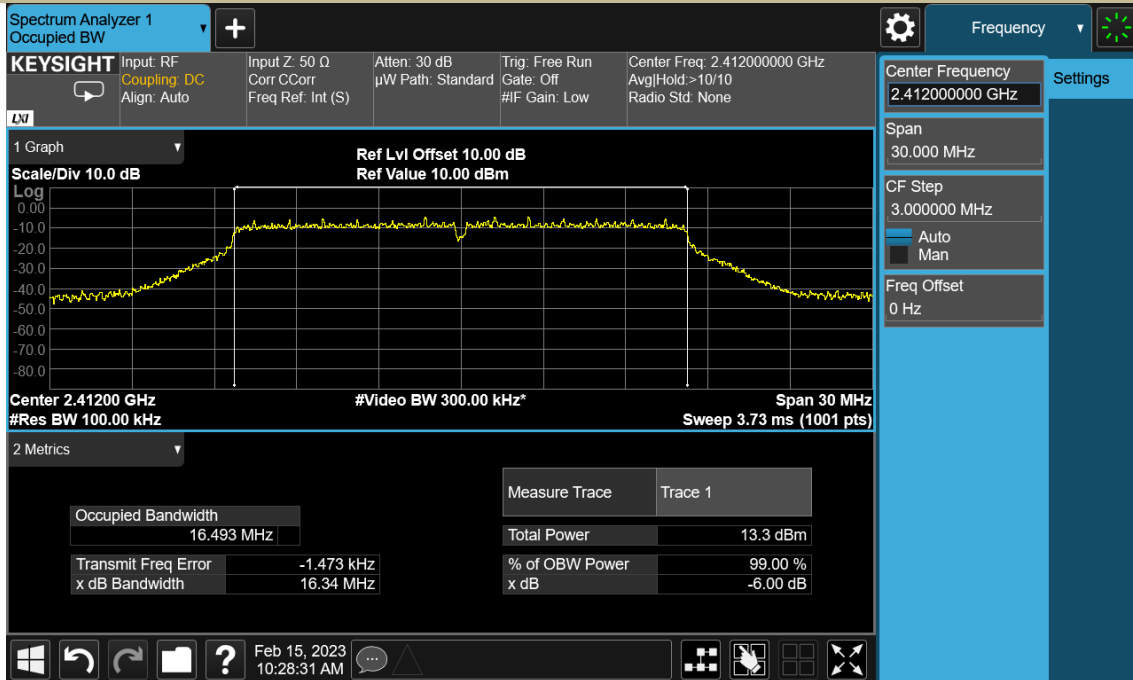 Spectrum Analyzer 1
Occupied BW
+
Frequency
KEYSIGHT
LXI
Input: RF
Coupling: DC
Align: Auto
Input Z: 50 Ω
Corr CCorr
Freq Ref: Int (S)
Atten: 30 dB
µW Path: Standard
Trig: Free Run
Gate: Off
#IF Gain: Low
Center Freq: 2.412000000 GHz
Avg|Hold:>10/10
Radio Std: None
Center Frequency
2.412000000 GHz
Settings
Span
30.000 MHz
CF Step
3.000000 MHz
Auto
Man
Freq Offset
0 Hz
1 Graph
Scale/Div 10.0 dB
Ref Lvl Offset 10.00 dB
Ref Value 10.00 dBm
Log
0.00
-10.0
-20.0
-30.0
-40.0
-50.0
-60.0
-70.0
-80.0
Center 2.41200 GHz
#Video BW 300.00 kHz*
Span 30 MHz
#Res BW 100.00 kHz
Sweep 3.73 ms (1001 pts)
2 Metrics
Measure Trace Trace 1
Occupied Bandwidth
16.493 MHz
Total Power 13.3 dBm
Transmit Freq Error -1.473 kHz
% of OBW Power 99.00 %
x dB Bandwidth 16.34 MHz
x dB -6.00 dB
?
Feb 15, 2023
10:28:31 AM